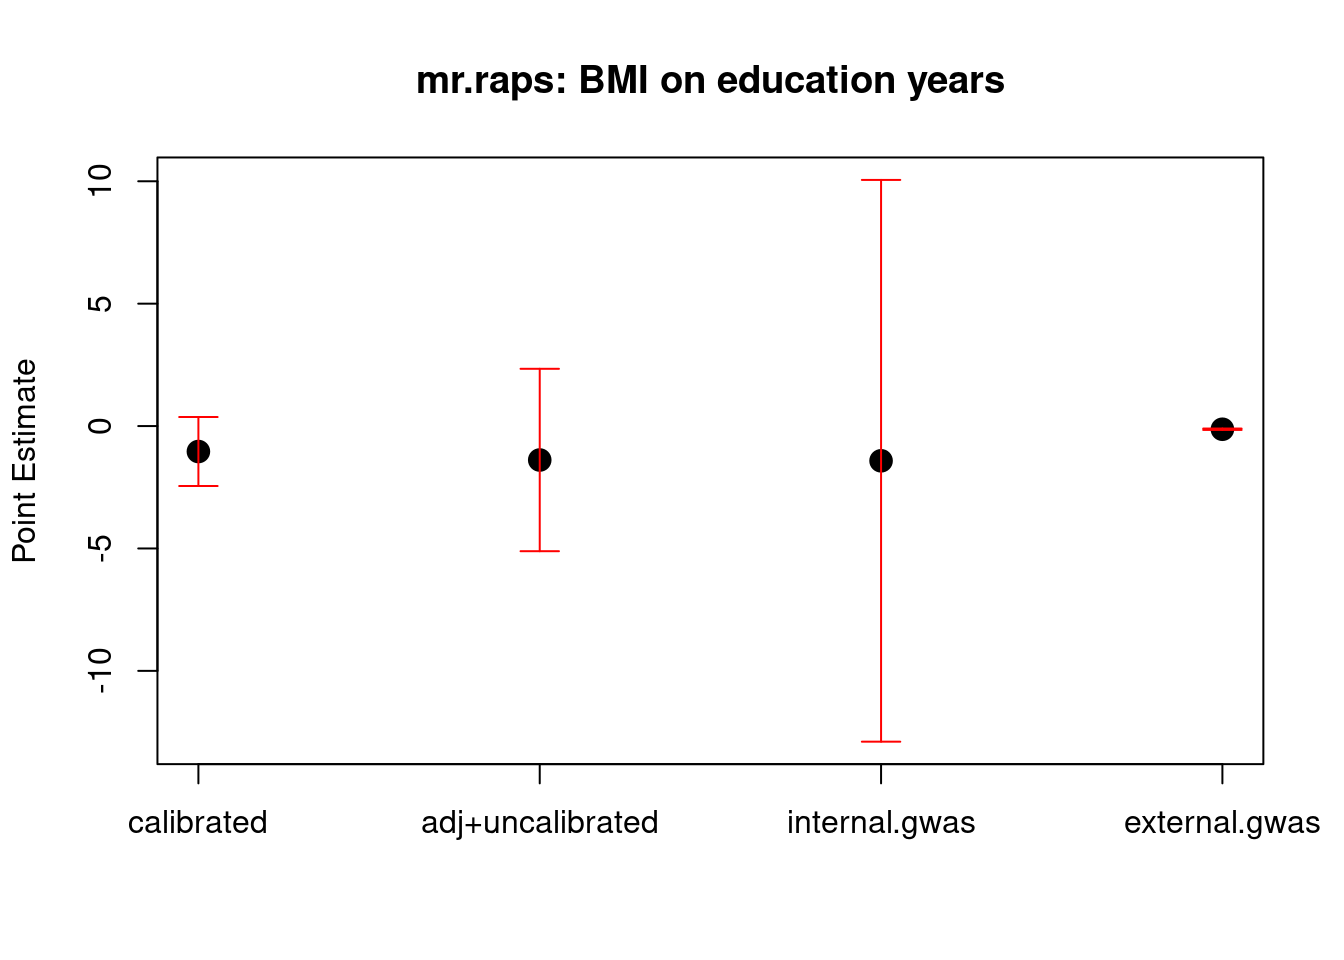 mr.raps: BMI on education years
Point Estimate
10
5
0
-5
-10
calibrated
adj+uncalibrated
internal.gwas
external.gwas